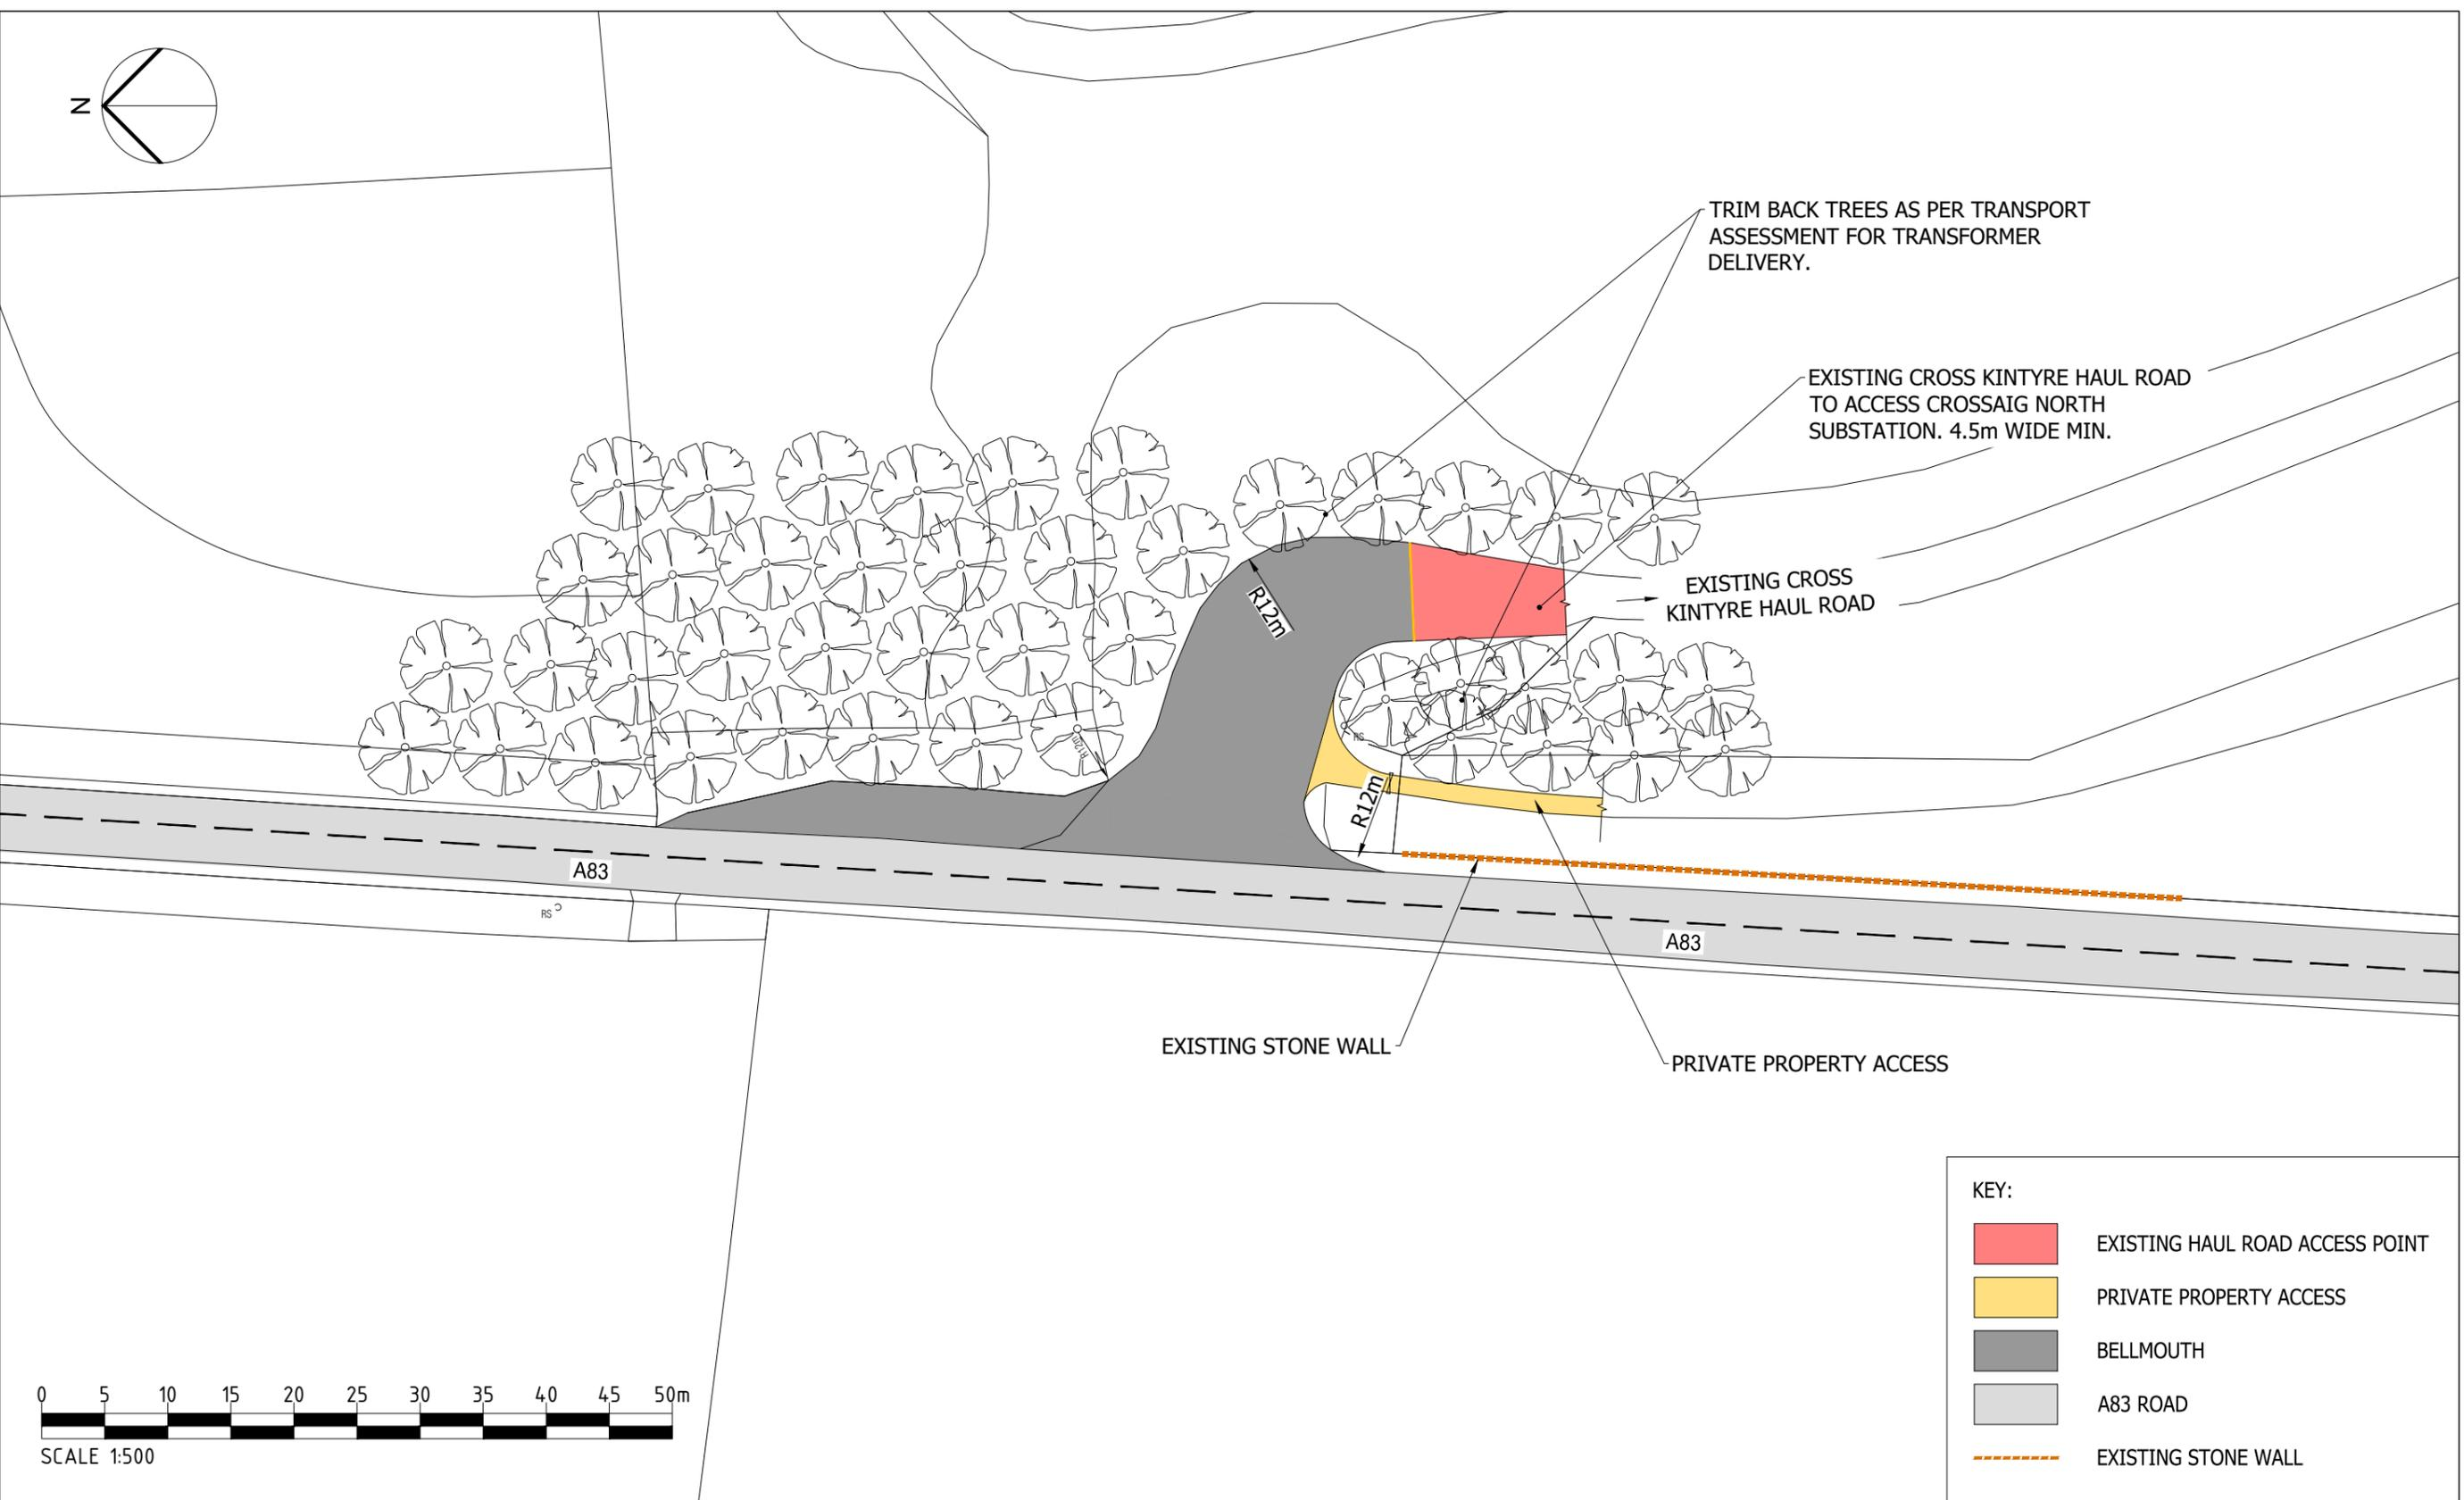 N
TRIM BACK TREES AS PER TRANSPORT
ASSESSMENT FOR TRANSFORMER
DELIVERY.
EXISTING CROSS KINTYRE HAUL ROAD
TO ACCESS CROSSAIG NORTH
SUBSTATION. 4.5m WIDE MIN.
EXISTING CROSS
KINTYRE HAUL ROAD
R12m
R12m
RS
R12m
A83
RS
A83
EXISTING STONE WALL
PRIVATE PROPERTY ACCESS
KEY:
EXISTING HAUL ROAD ACCESS POINT
PRIVATE PROPERTY ACCESS
BELLMOUTH
A83 ROAD
EXISTING STONE WALL
0 5 10 15 20 25 30 35 40 45 50m
SCALE 1:500